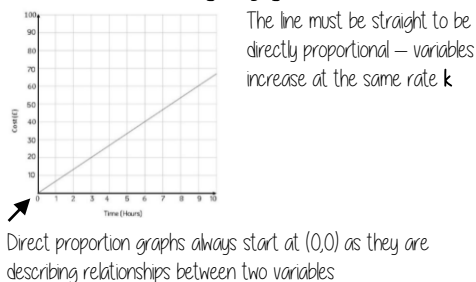 The line must be straight to be
directly proportional – variables
increase at the same rate k
100
90
80
70
60
50
40
30
20
10
Cost(£)
0 1 2 3 4 5 6 7 8 9 10
Time (Hours)
Direct proportion graphs always start at (0,0) as they are
describing relationships between two variables